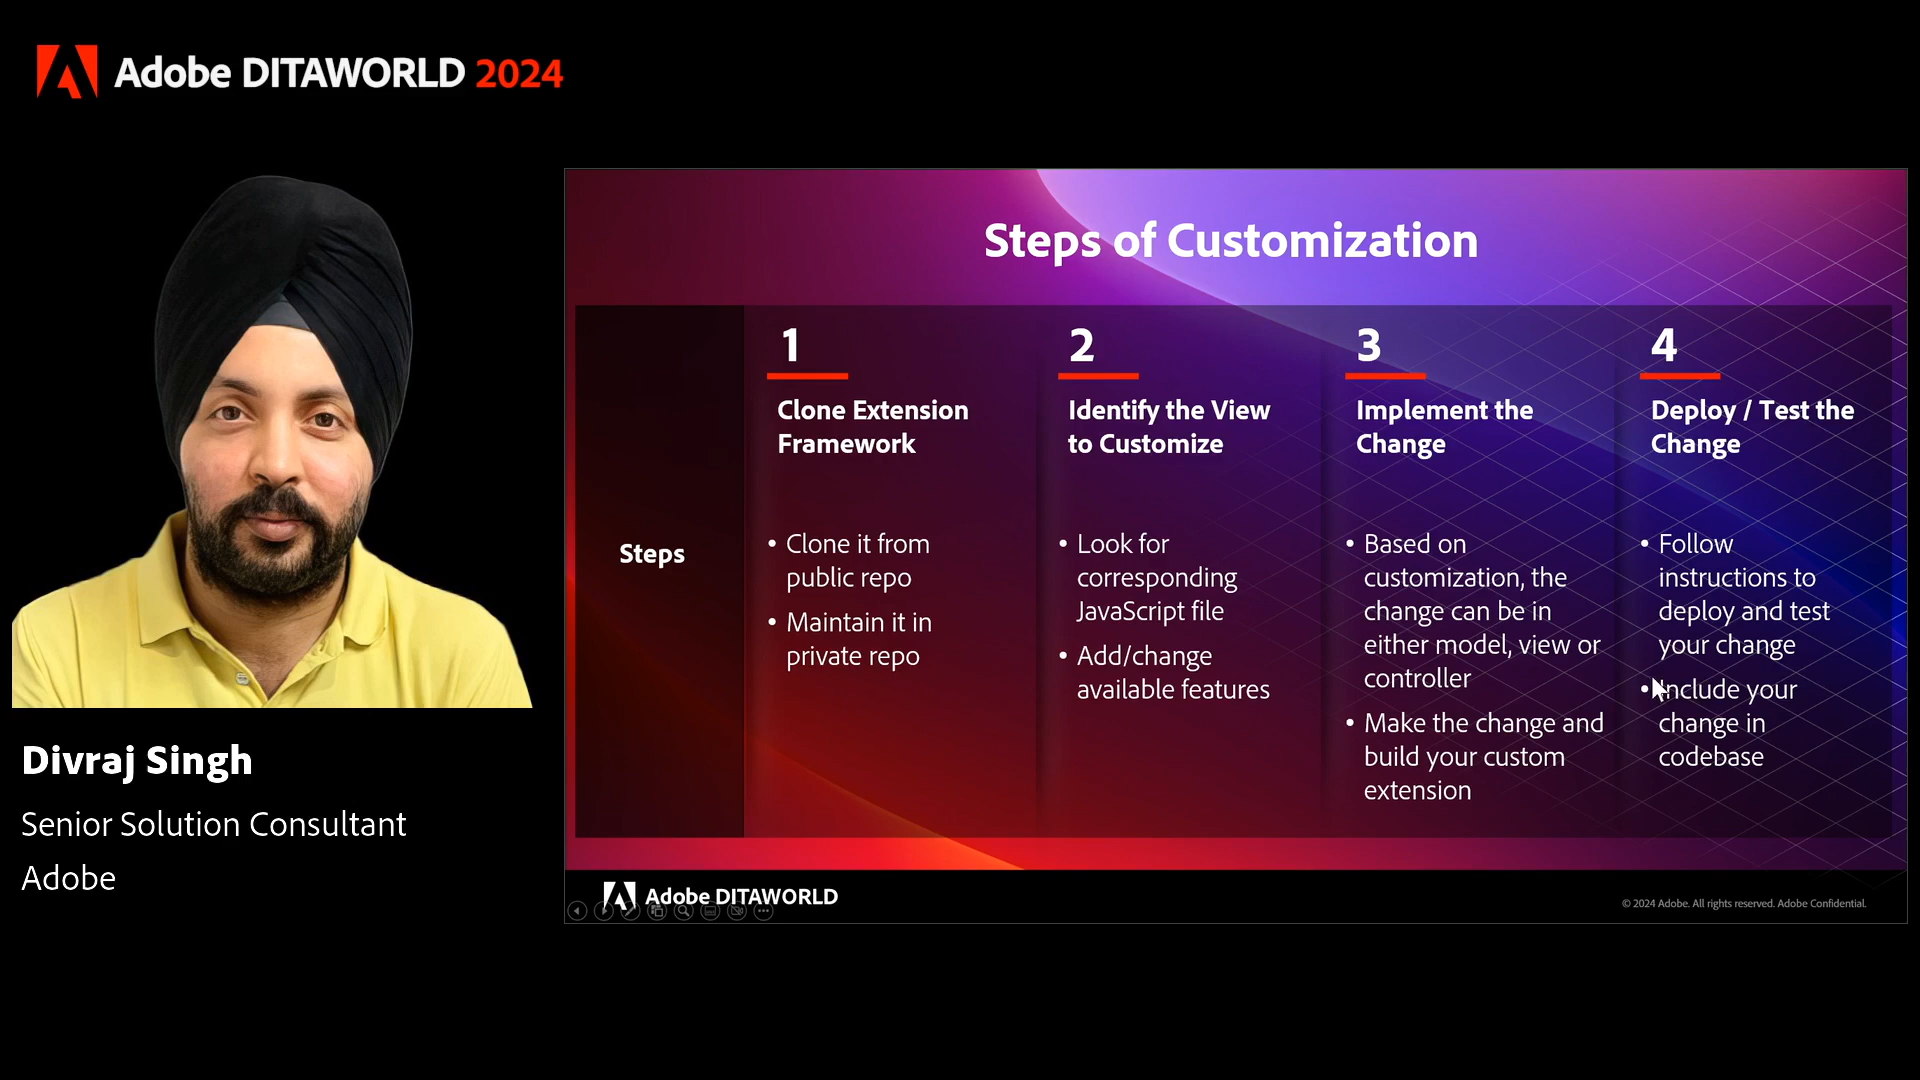 Adobe DITAWORLD 2024
Divraj Singh
Senior Solution Consultant
Adobe
Steps of Customization
Steps
1
Clone Extension
Framework
• Clone it from
public repo
• Maintain it in
private repo
2
Identify the View
to Customize
• Look for
corresponding
JavaScript file
• Add/change
available features
3
Implement the
Change
• Based on
customization, the
change can be in
either model, view or
controller
• Make the change and
build your custom
extension
4
Deploy / Test the
Change
• Follow
instructions to
deploy and test
your change
• Include your
change in
codebase
Adobe DITAWORLD
© 2024 Adobe. All rights reserved. Adobe Confidential.